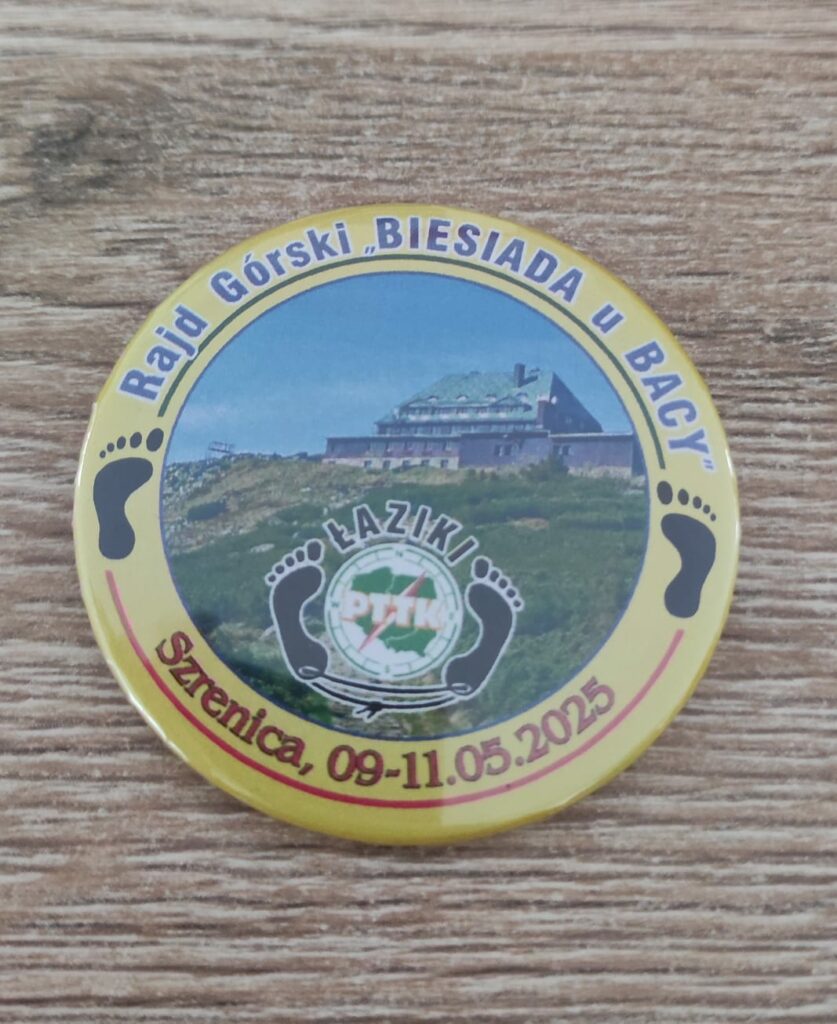 Rajd Górski „BIESIADA u BACY”
ŁAZIKI
PTTK
Szrenica, 09-11.05.2025